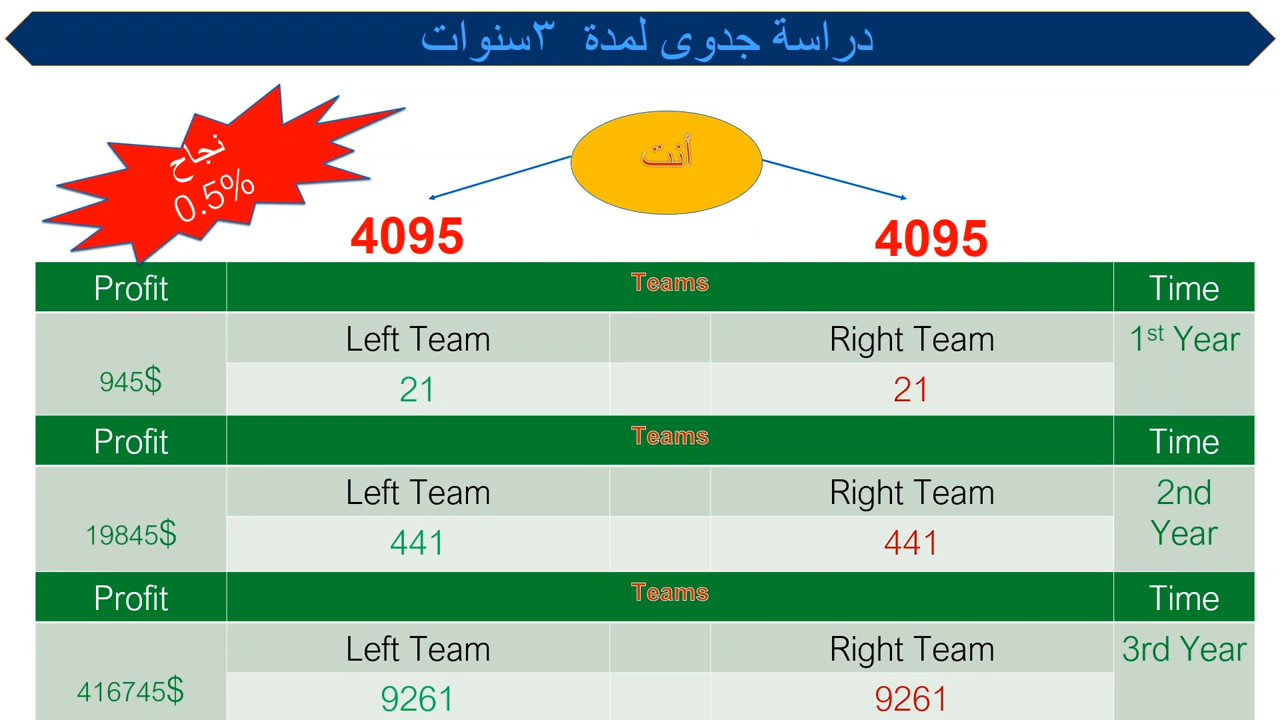 دراسة جدوى لمدة ٣سنوات
نجاح
0.5%
أنت
4095
4095
Profit
Teams
Time
Left Team
Right Team
1st Year
945$
21
21
Profit
Teams
Time
Left Team
Right Team
2nd
Year
19845$
441
441
Profit
Teams
Time
Left Team
Right Team
3rd Year
416745$
9261
9261